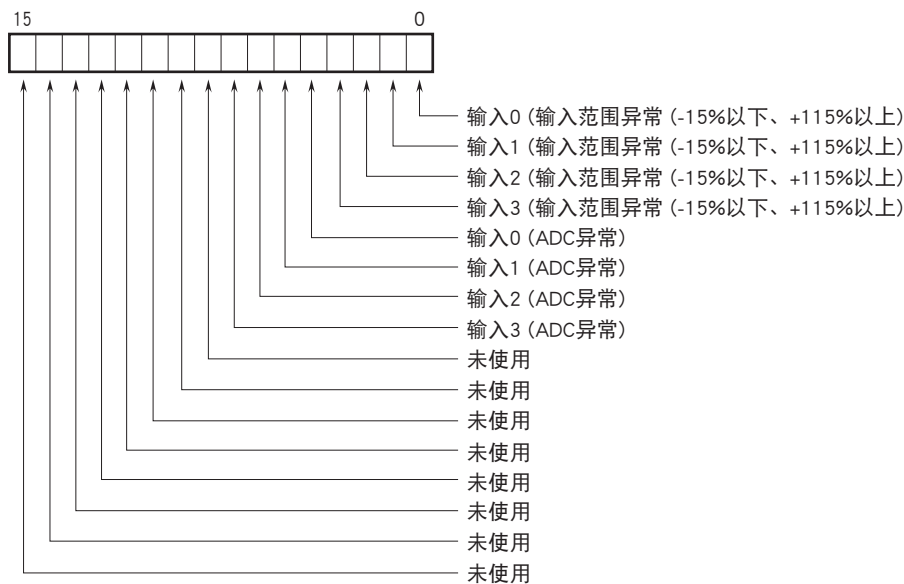 15 0
输入0 (输入范围异常 (-15%以下、+115%以上)
输入1 (输入范围异常 (-15%以下、+115%以上)
输入2 (输入范围异常 (-15%以下、+115%以上)
输入3 (输入范围异常 (-15%以下、+115%以上)
输入0 (ADC异常)
输入1 (ADC异常)
输入2 (ADC异常)
输入3 (ADC异常)
未使用
未使用
未使用
未使用
未使用
未使用
未使用
未使用